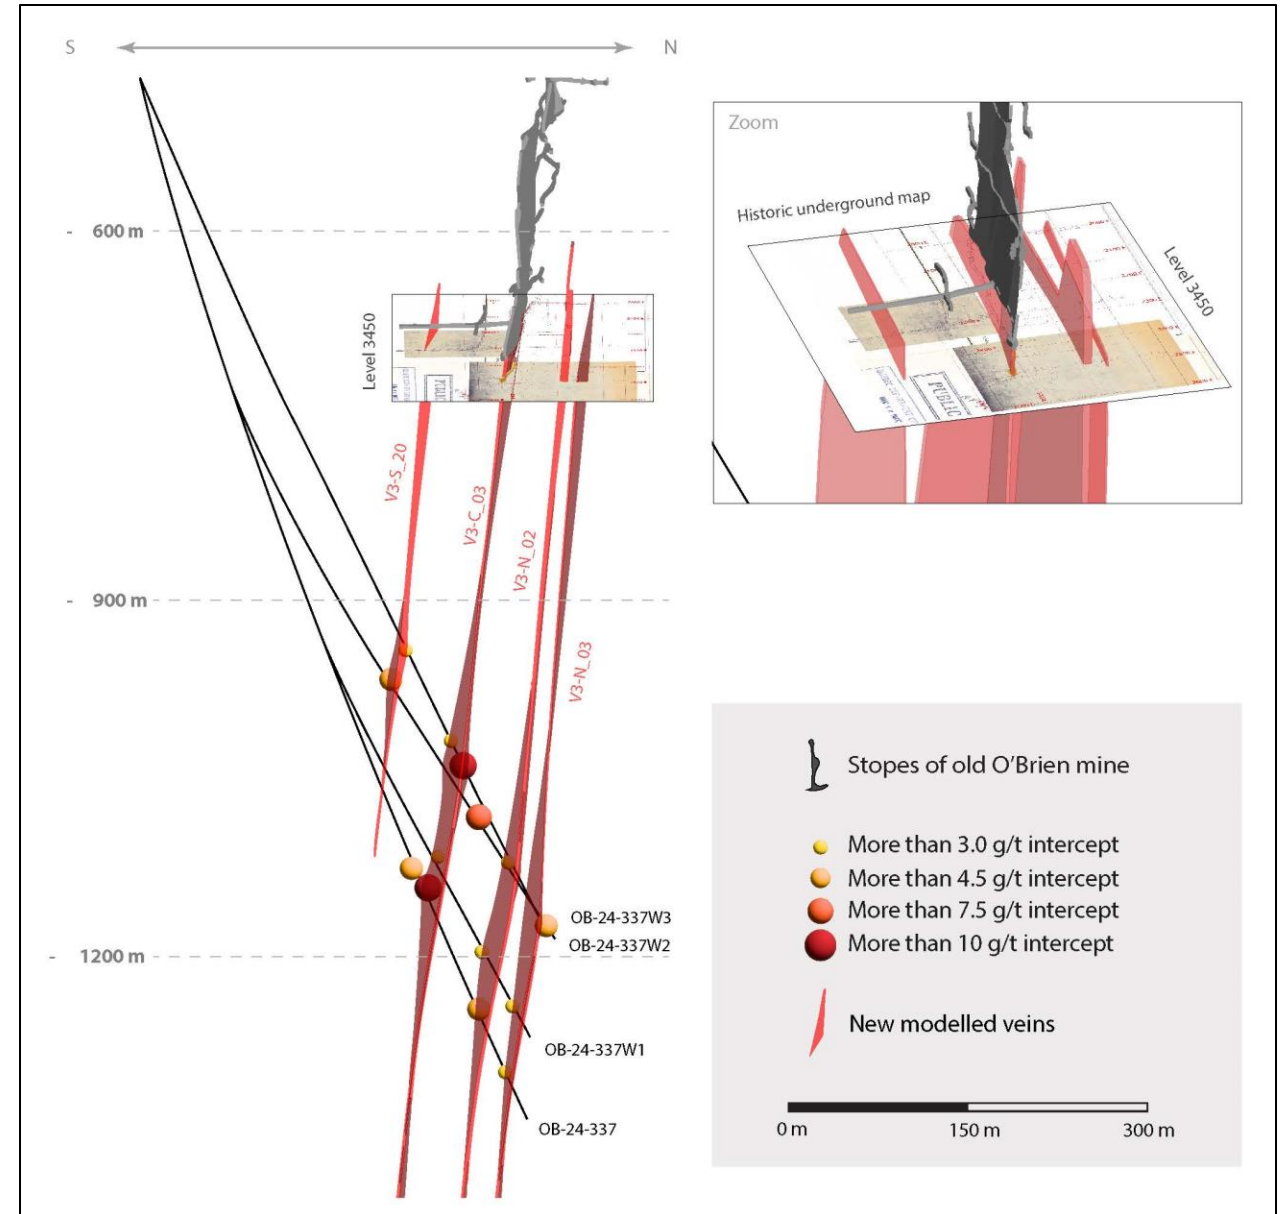 S
N
- 600 m
Level 3450
PUBLIC
V3-S_20
V3-C_03
V3-N_02
- 900 m
V3-N_03
OB-24-337W3
OB-24-337W2
- 1200 m
OB-24-337W1
OB-24-337
Zoom
Historic underground map
Level 3450
PUBLIC
Stopes of old O'Brien mine
More than 3.0 g/t intercept
More than 4.5 g/t intercept
More than 7.5 g/t intercept
More than 10 g/t intercept
New modelled veins
0 m 150 m 300 m